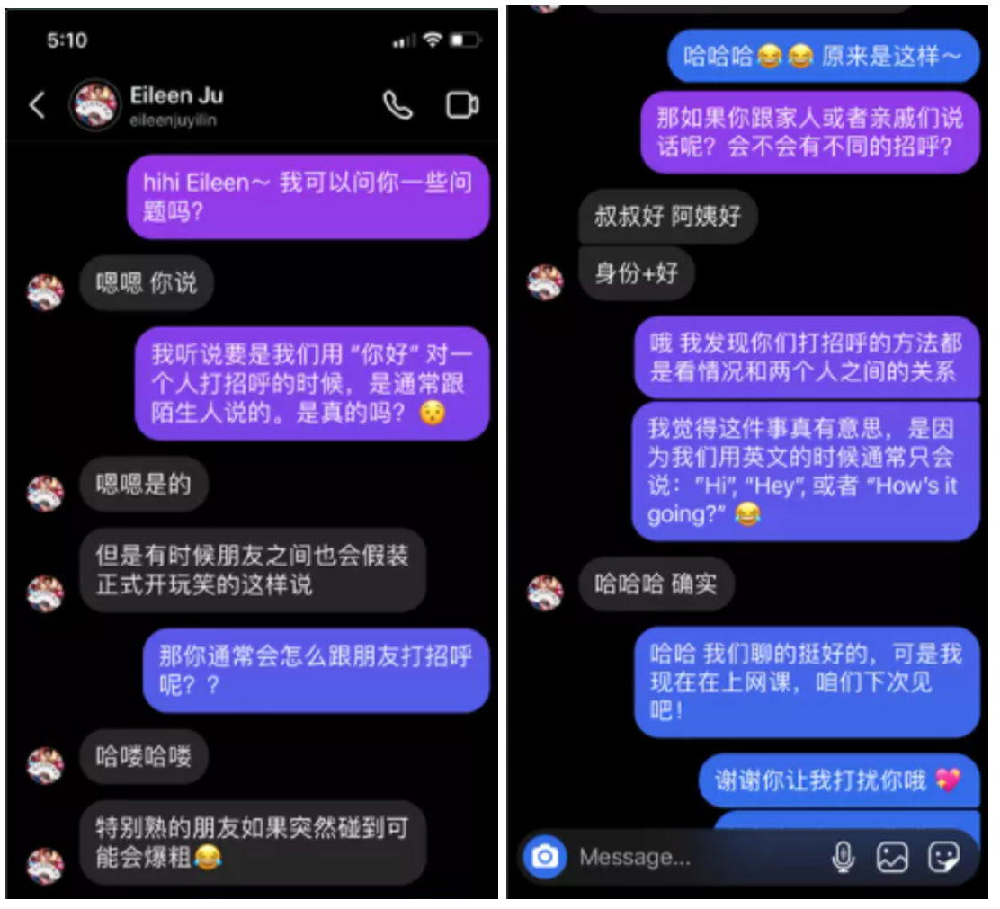 5:10
Eileen Ju
eileenjuyilin
hihi Eileen～ 我可以问你一些问
题吗？
嗯嗯 你说
我听说要是我们用 “你好” 对一
个人打招呼的时候，是通常跟
陌生人说的。是真的吗？😯
嗯嗯是的
但是有时候朋友之间也会假装
正式开玩笑的这样说
那你通常会怎么跟朋友打招呼
呢？？
哈喽哈喽
特别熟的朋友如果突然碰到可
能会爆粗😂
哈哈哈😂😂 原来是这样～
那如果你跟家人或者亲戚们说
话呢？会不会有不同的招呼？
叔叔好 阿姨好
身份+好
哦 我发现你们打招呼的方法都
是看情况和两个人之间的关系
我觉得这件事真有意思，是因
为我们用英文的时候通常只会
说：“Hi”, “Hey”, 或者 “How's it
going?” 😂
哈哈哈 确实
哈哈 我们聊的挺好的，可是我
现在在上网课，咱们下次见
吧！
谢谢你让我打扰你哦 💖
Message...